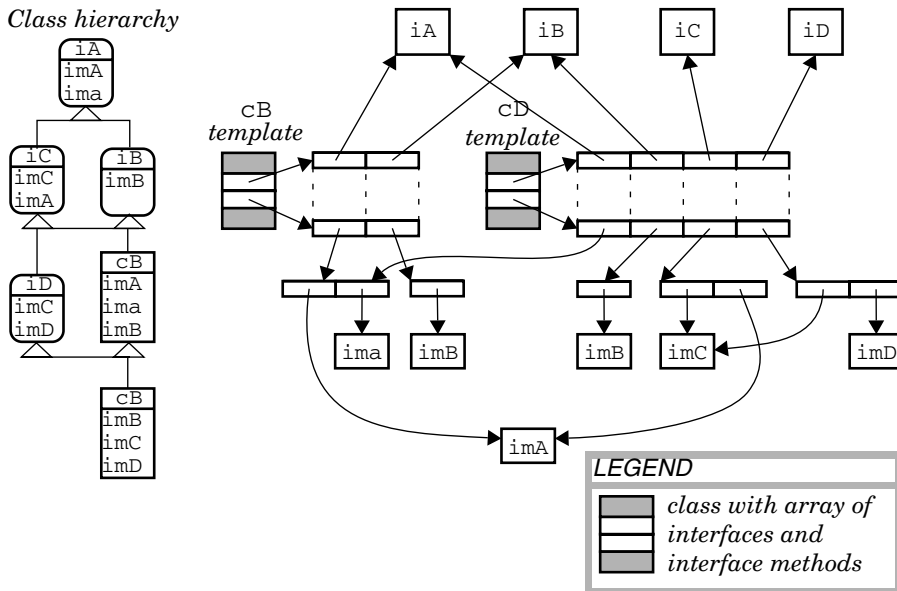 Class hierarchy
iA
imA
ima
iC
imC
imA
iB
imB
iD
imC
imD
cB
imA
ima
imB
cB
imB
imC
imD
iA
iB
iC
iD
cB
template
cD
template
ima
imB
imB
imC
imD
imA
LEGEND
class with array of
interfaces and
interface methods